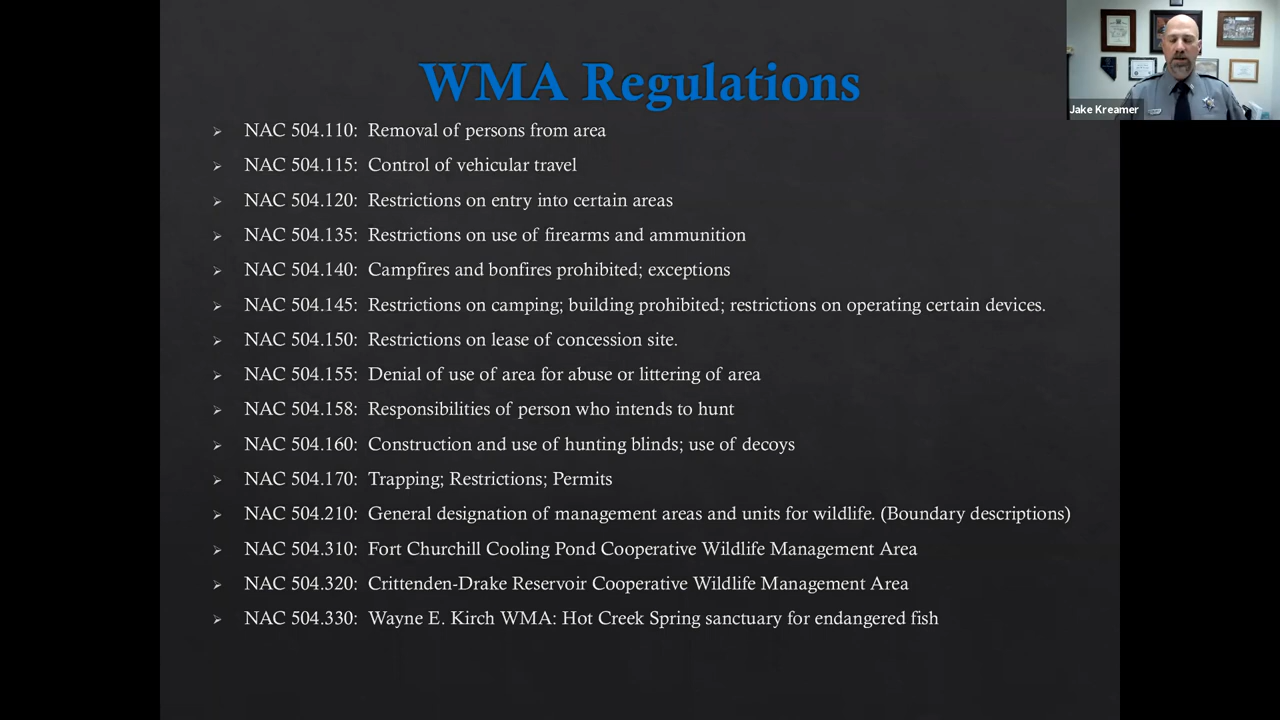 WMA Regulations
Jake Kreamer
➢ NAC 504.110: Removal of persons from area
➢ NAC 504.115: Control of vehicular travel
➢ NAC 504.120: Restrictions on entry into certain areas
➢ NAC 504.135: Restrictions on use of firearms and ammunition
➢ NAC 504.140: Campfires and bonfires prohibited; exceptions
➢ NAC 504.145: Restrictions on camping; building prohibited; restrictions on operating certain devices.
➢ NAC 504.150: Restrictions on lease of concession site.
➢ NAC 504.155: Denial of use of area for abuse or littering of area
➢ NAC 504.158: Responsibilities of person who intends to hunt
➢ NAC 504.160: Construction and use of hunting blinds; use of decoys
➢ NAC 504.170: Trapping; Restrictions; Permits
➢ NAC 504.210: General designation of management areas and units for wildlife. (Boundary descriptions)
➢ NAC 504.310: Fort Churchill Cooling Pond Cooperative Wildlife Management Area
➢ NAC 504.320: Crittenden-Drake Reservoir Cooperative Wildlife Management Area
➢ NAC 504.330: Wayne E. Kirch WMA: Hot Creek Spring sanctuary for endangered fish